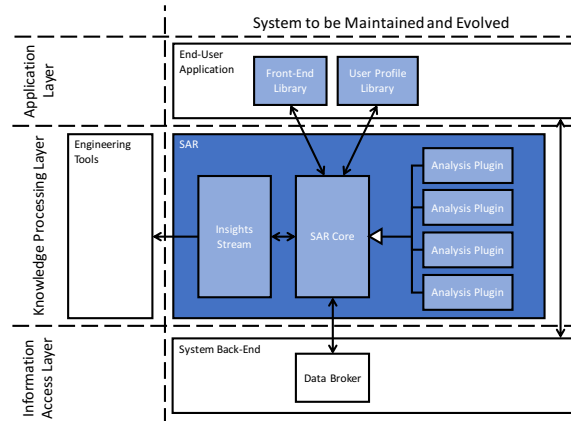 System to be Maintained and Evolved
Application
Layer
End-User
Application
Front-End
Library
User Profile
Library
Knowledge Processing Layer
Engineering
Tools
SAR
Insights
Stream
SAR Core
Analysis Plugin
Analysis Plugin
Analysis Plugin
Analysis Plugin
Information
Access Layer
System Back-End
Data Broker